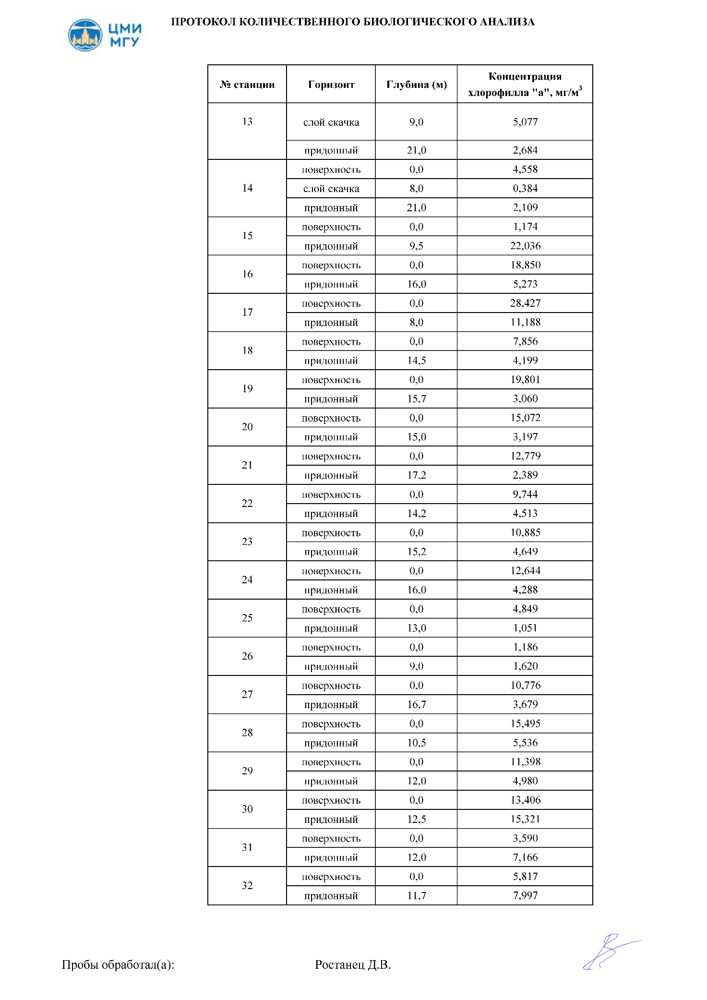 ЦМИ
МГУ
ПРОТОКОЛ КОЛИЧЕСТВЕННОГО БИОЛОГИЧЕСКОГО АНАЛИЗА
№ станции Горизонт Глубина (м) Концентрация
хлорофилла "а", мг/м³
13 слой скачка 9,0 5,077
придонный 21,0 2,684
14 поверхность 0,0 4,558
слой скачка 8,0 0,384
придонный 21,0 2,109
15 поверхность 0,0 1,174
придонный 9,5 22,036
16 поверхность 0,0 18,850
придонный 16,0 5,273
17 поверхность 0,0 28,427
придонный 8,0 11,188
18 поверхность 0,0 7,856
придонный 14,5 4,199
19 поверхность 0,0 19,801
придонный 15,7 3,060
20 поверхность 0,0 15,072
придонный 15,0 3,197
21 поверхность 0,0 12,779
придонный 17,2 2,389
22 поверхность 0,0 9,744
придонный 14,2 4,513
23 поверхность 0,0 10,885
придонный 15,2 4,649
24 поверхность 0,0 12,644
придонный 16,0 4,288
25 поверхность 0,0 4,849
придонный 13,0 1,051
26 поверхность 0,0 1,186
придонный 9,0 1,620
27 поверхность 0,0 10,776
придонный 16,7 3,679
28 поверхность 0,0 15,495
придонный 10,5 5,536
29 поверхность 0,0 11,398
придонный 12,0 4,980
30 поверхность 0,0 13,406
придонный 12,5 15,321
31 поверхность 0,0 3,590
придонный 12,0 7,166
32 поверхность 0,0 5,817
придонный 11,7 7,997
Пробы обработал(а): Ростанец Д.В.